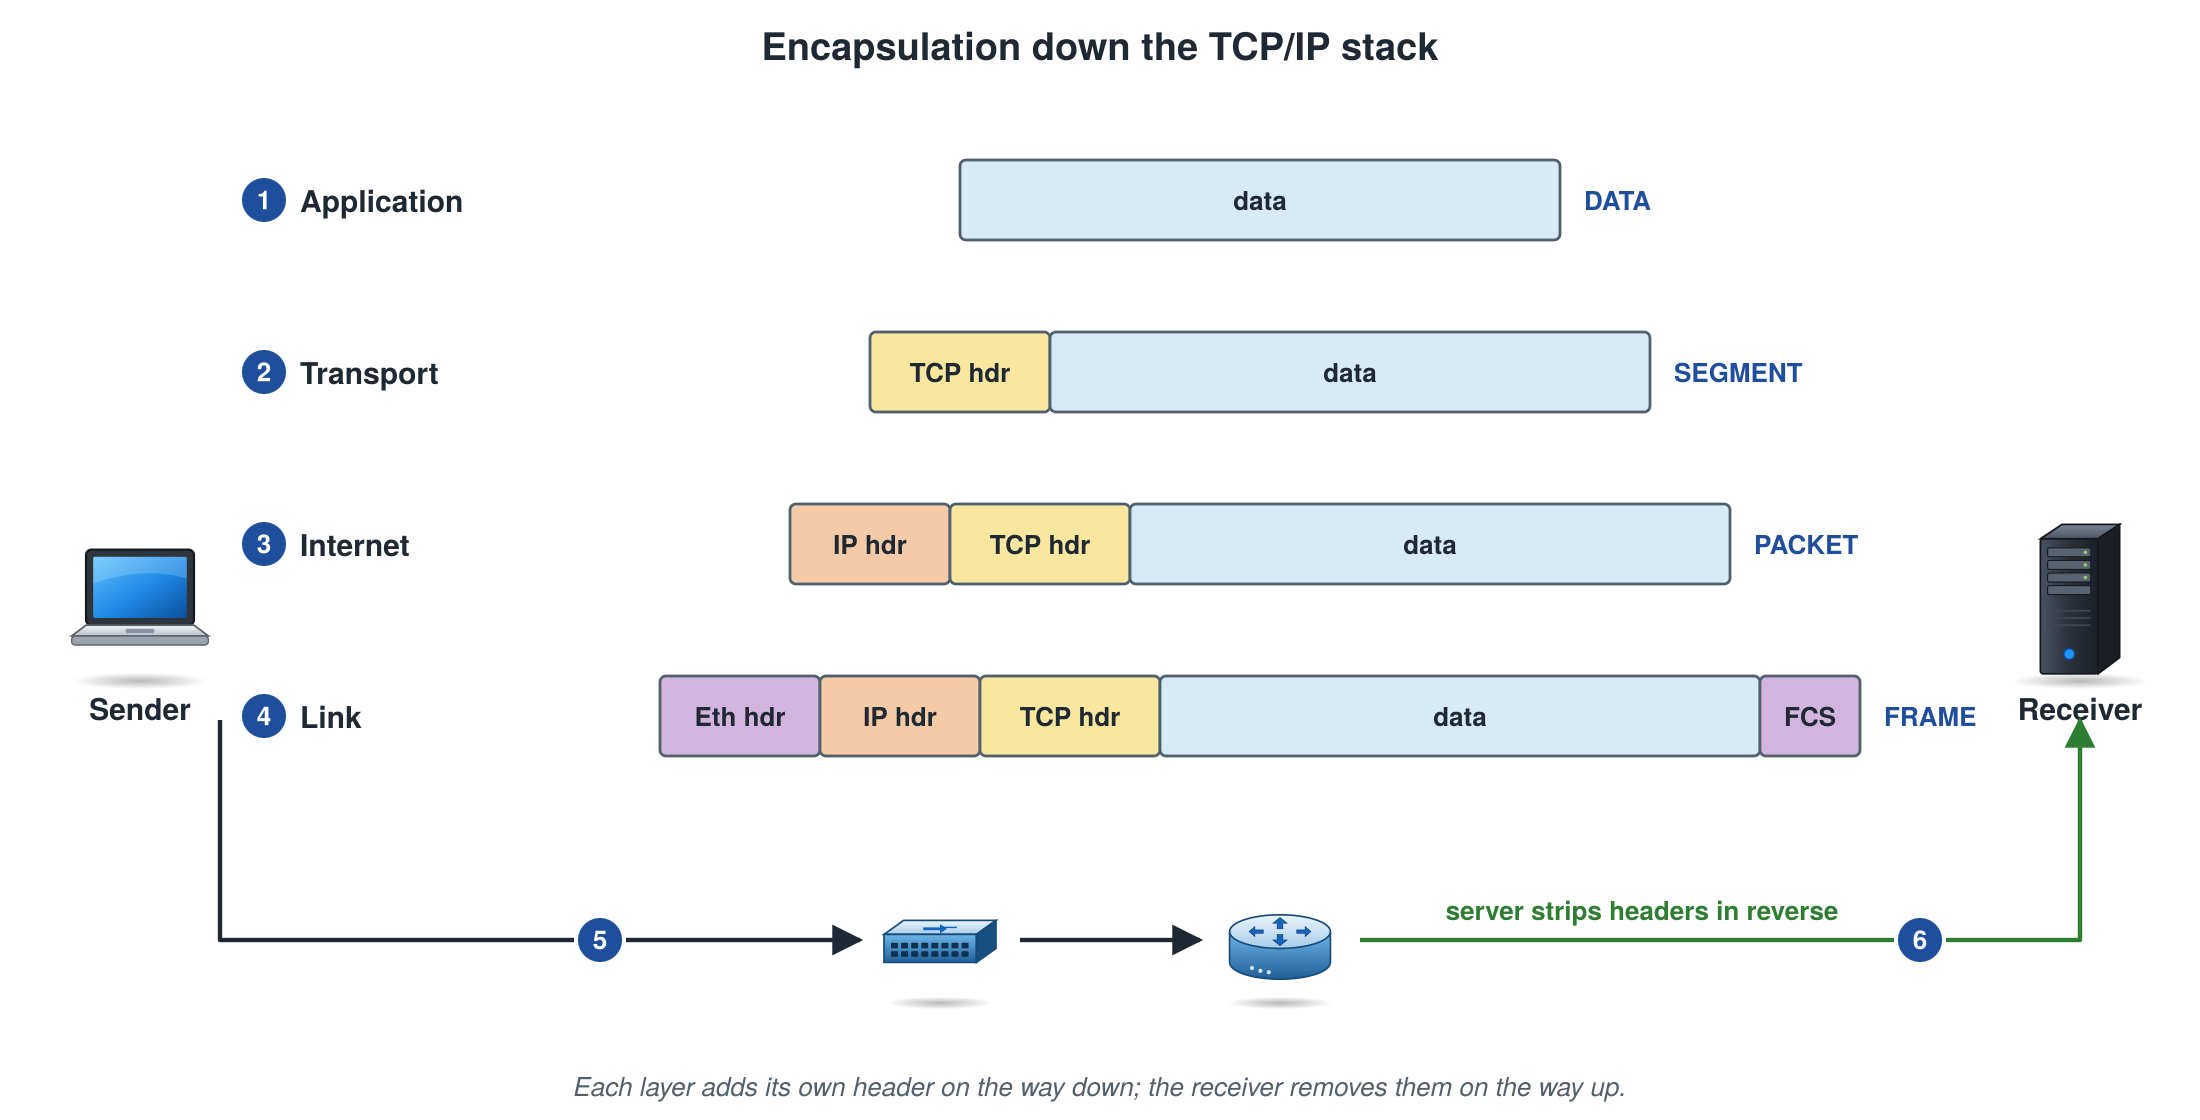 Encapsulation down the TCP/IP stack
1 Application data DATA
2 Transport TCP hdr data SEGMENT
3 Internet IP hdr TCP hdr data PACKET
Sender 4 Link Eth hdr IP hdr TCP hdr data FCS FRAME Receiver
server strips headers in reverse
5 6
Each layer adds its own header on the way down; the receiver removes them on the way up.